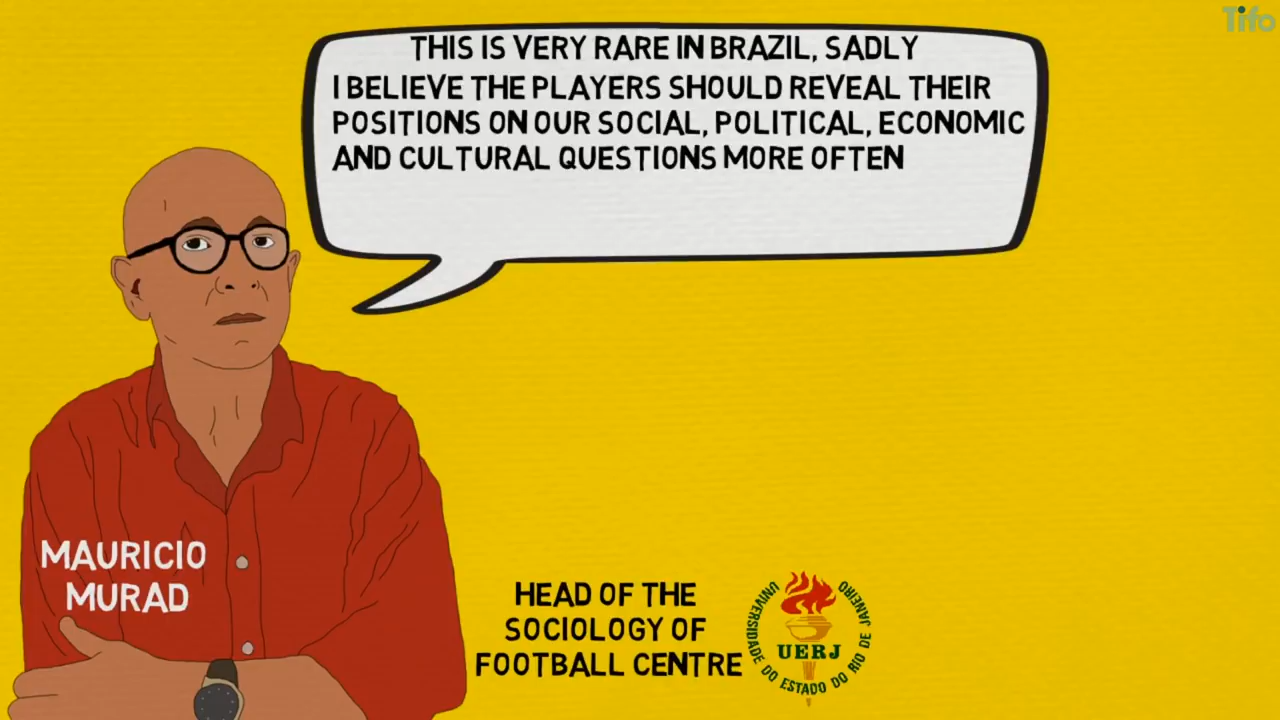 Tifo
THIS IS VERY RARE IN BRAZIL, SADLY
I BELIEVE THE PLAYERS SHOULD REVEAL THEIR
POSITIONS ON OUR SOCIAL, POLITICAL, ECONOMIC
AND CULTURAL QUESTIONS MORE OFTEN
MAURICIO
MURAD
HEAD OF THE
SOCIOLOGY OF
FOOTBALL CENTRE
UNIVERSIDADE DO ESTADO DO RIO DE JANEIRO
UERJ